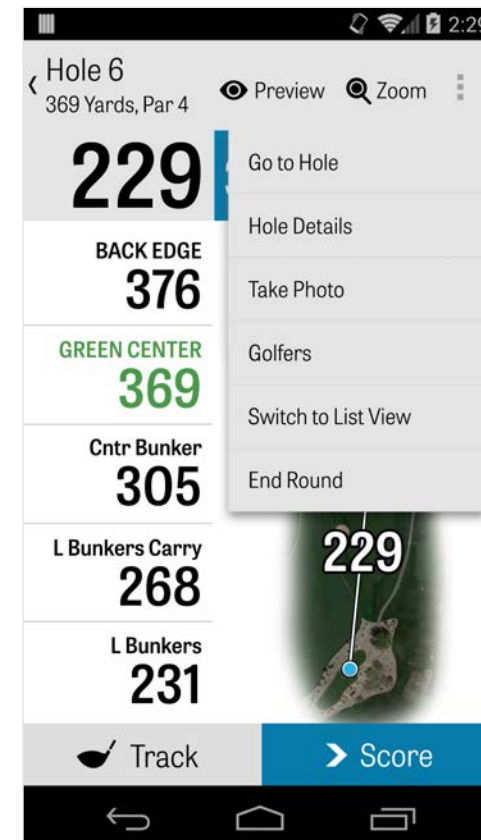 2:29
Hole 6
369 Yards, Par 4
Preview
Zoom
229
Go to Hole
Hole Details
Take Photo
Golfers
Switch to List View
End Round
BACK EDGE
376
GREEN CENTER
369
Cntr Bunker
305
L Bunkers Carry
268
L Bunkers
231
229
Track
Score